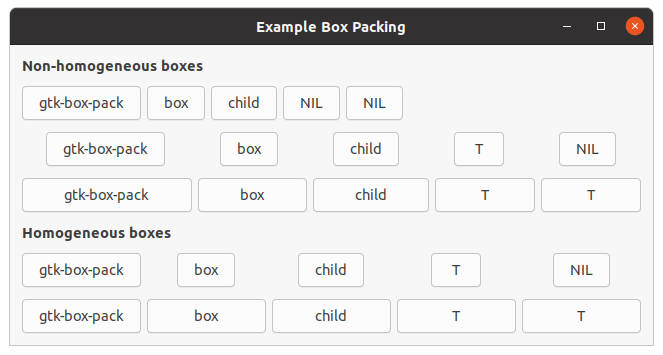 Example Box Packing
Non-homogeneous boxes
gtk-box-pack box child NIL NIL
gtk-box-pack box child T NIL
gtk-box-pack box child T T
Homogeneous boxes
gtk-box-pack box child T NIL
gtk-box-pack box child T T